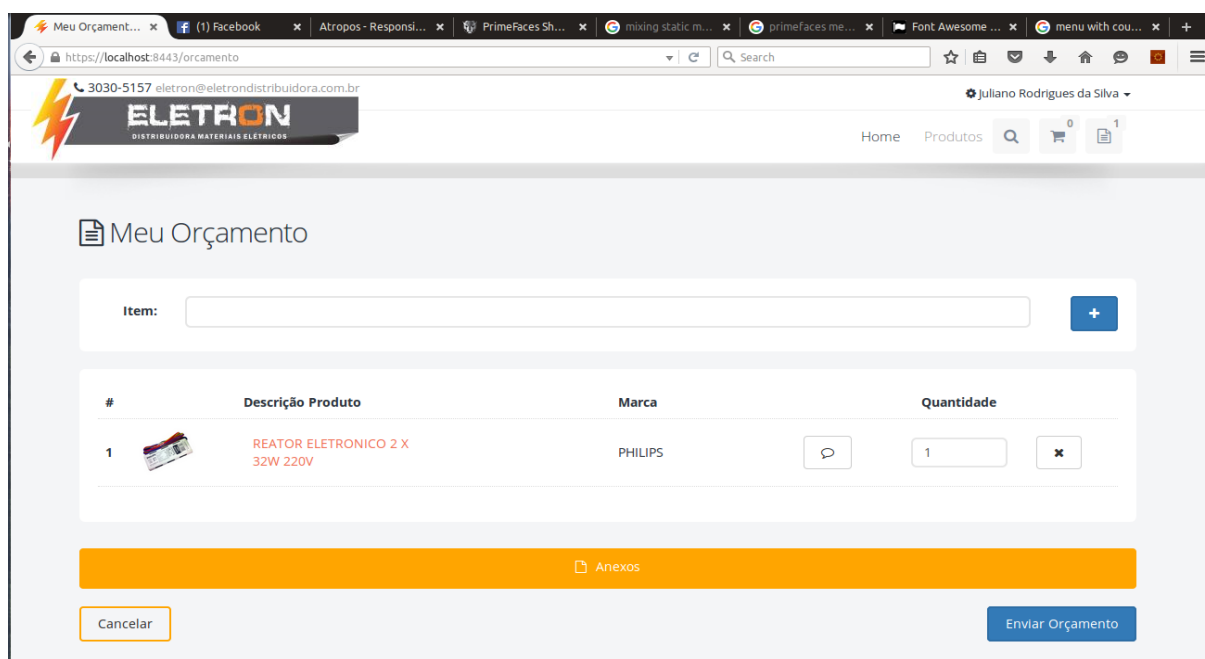 Meu Orçament... × (1) Facebook × Atropos - Responsi... × PrimeFaces Sh... × mixing static m... × primefaces me... × Font Awesome ... × menu with cou... × +
https://localhost:8443/orcamento Search
3030-5157 eletron@eletrondistribuidora.com.br Juliano Rodrigues da Silva
ELETRON
DISTRIBUIDORA MATERIAIS ELÉTRICOS
Home Produtos 0 1
Meu Orçamento
Item: +
# Descrição Produto Marca Quantidade
1 REATOR ELETRONICO 2 X
32W 220V PHILIPS 1
Anexos
Cancelar Enviar Orçamento